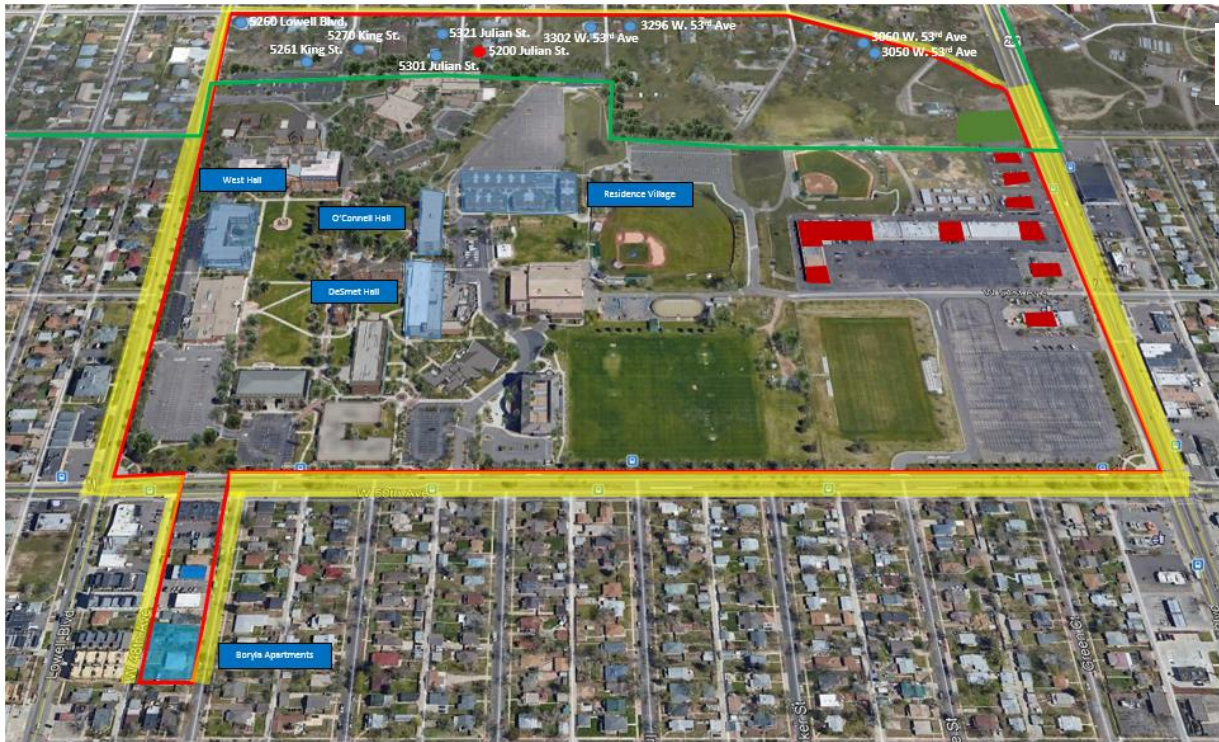 5260 Lowell Blvd.
5270 King St.
5261 King St.
5321 Julian St.
5200 Julian St.
5301 Julian St.
3302 W. 53rd Ave
3296 W. 53rd Ave
3060 W. 53rd Ave
3050 W. 53rd Ave
West Hall
O'Connell Hall
Residence Village
DeSmet Hall
W 50th Ave
Lowell Blvd
Boryla Apartments
Green Ct